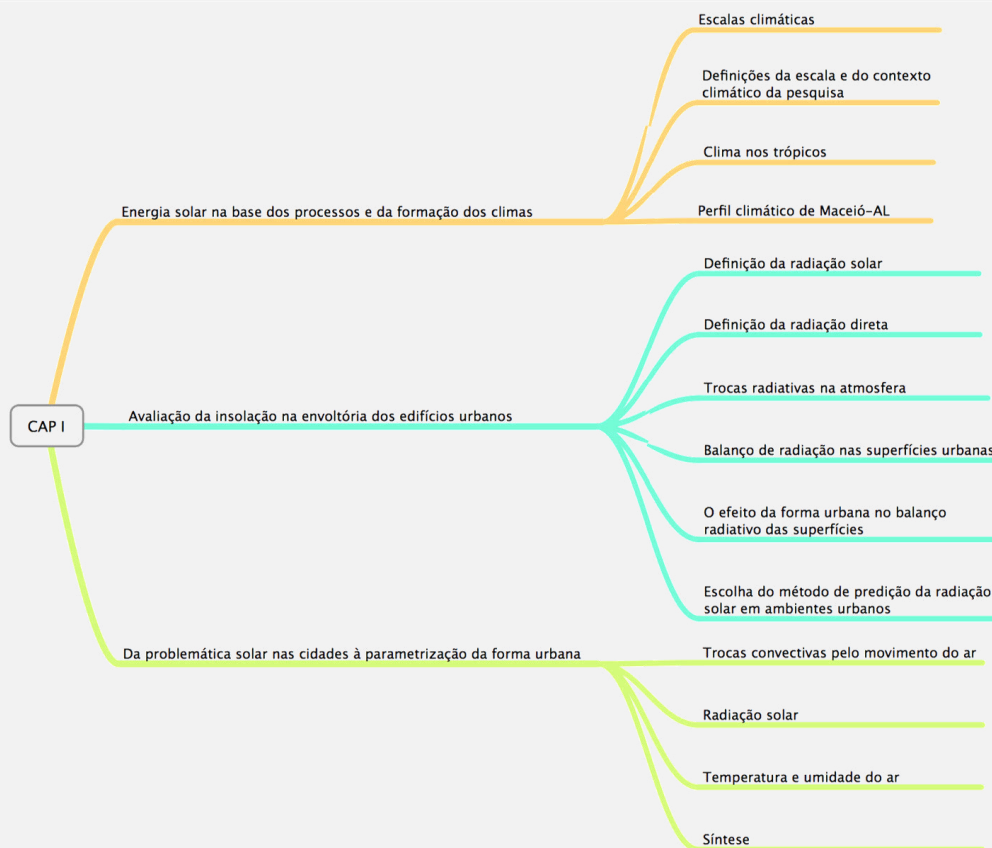 CAP I
Energia solar na base dos processos e da formação dos climas
Escalas climáticas
Definições da escala e do contexto
climático da pesquisa
Clima nos trópicos
Perfil climático de Maceió-AL
Avaliação da insolação na envoltória dos edifícios urbanos
Definição da radiação solar
Definição da radiação direta
Trocas radiativas na atmosfera
Balanço de radiação nas superfícies urbanas
O efeito da forma urbana no balanço
radiativo das superfícies
Escolha do método de predição da radiação
solar em ambientes urbanos
Da problemática solar nas cidades à parametrização da forma urbana
Trocas convectivas pelo movimento do ar
Radiação solar
Temperatura e umidade do ar
Síntese